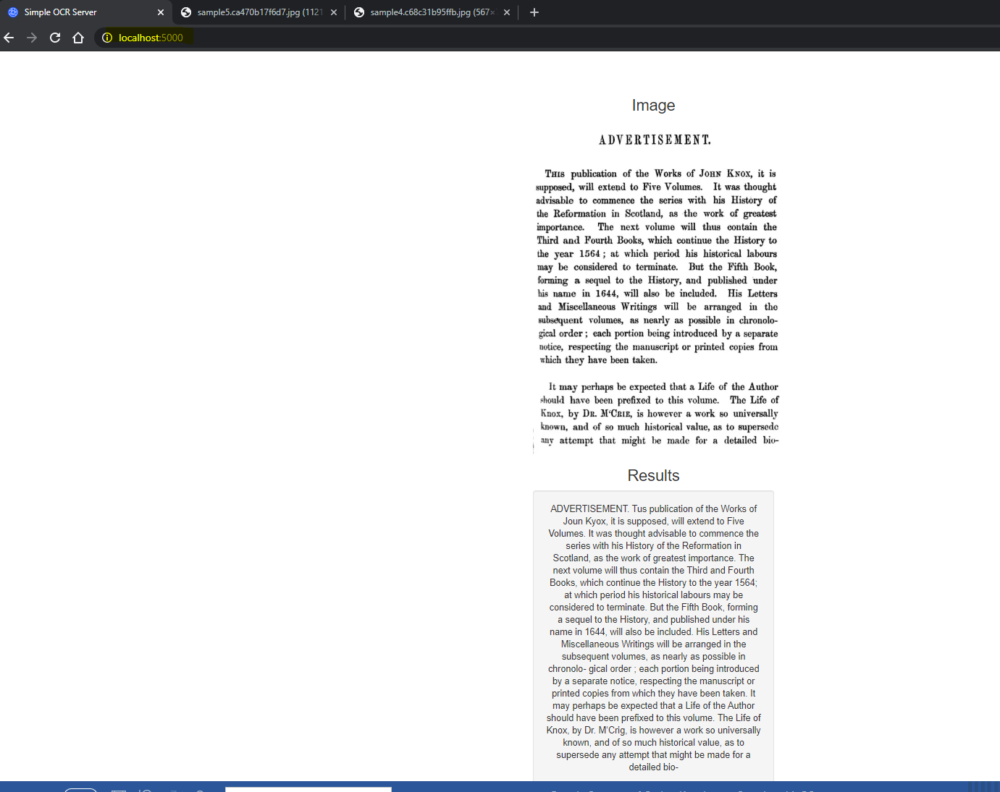 Simple OCR Server
sample5.ca470b17f6d7.jpg (1121
sample4.c68c31b95ffb.jpg (567×
localhost:5000
Image
ADVERTISEMENT.
THIS publication of the Works of JOHN KNOX, it is
supposed, will extend to Five Volumes. It was thought
advisable to commence the series with his History of
the Reformation in Scotland, as the work of greatest
importance. The next volume will thus contain the
Third and Fourth Books, which continue the History to
the year 1564 ; at which period his historical labours
may be considered to terminate. But the Fifth Book,
forming a sequel to the History, and published under
his name in 1644, will also be included. His Letters
and Miscellaneous Writings will be arranged in the
subsequent volumes, as nearly as possible in chronolo-
gical order ; each portion being introduced by a separate
notice, respecting the manuscript or printed copies from
which they have been taken.
It may perhaps be expected that a Life of the Author
should have been prefixed to this volume. The Life of
Knox, by DR. M‘CRIE, is however a work so universally
known, and of so much historical value, as to supersede
any attempt that might be made for a detailed bio-
Results
ADVERTISEMENT. Tus publication of the Works of
Joun Kyox, it is supposed, will extend to Five
Volumes. It was thought advisable to commence the
series with his History of the Reformation in
Scotland, as the work of greatest importance. The
next volume will thus contain the Third and Fourth
Books, which continue the History to the year 1564;
at which period his historical labours may be
considered to terminate. But the Fifth Book, forming
a sequel to the History, and published under his
name in 1644, will also be included. His Letters and
Miscellaneous Writings will be arranged in the
subsequent volumes, as nearly as possible in
chronolo- gical order ; each portion being introduced
by a separate notice, respecting the manuscript or
printed copies from which they have been taken. It
may perhaps be expected that a Life of the Author
should have been prefixed to this volume. The Life of
Knox, by Dr. M‘Crig, is however a work so universally
known, and of so much historical value, as to
supersede any attempt that might be made for a
detailed bio-